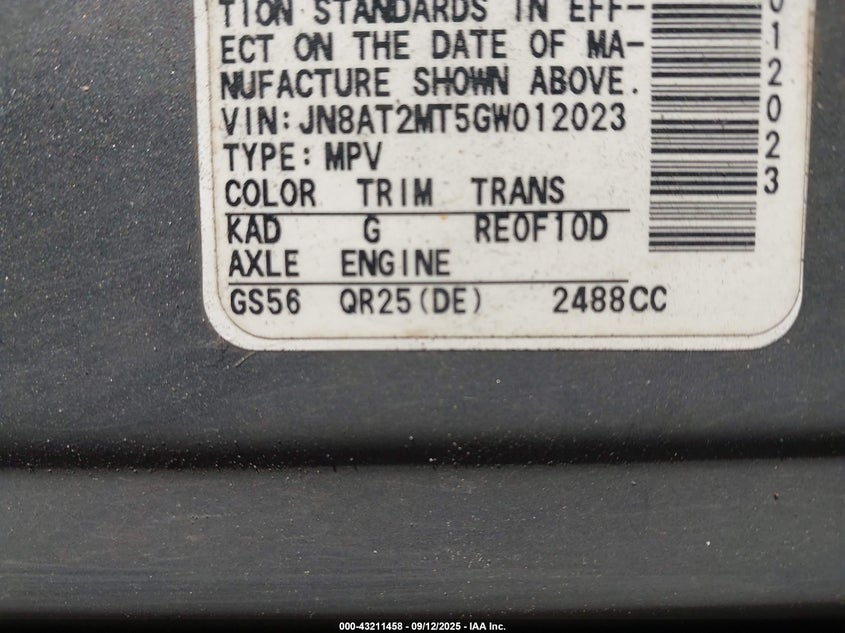 TION STANDARDS IN EFF-
ECT ON THE DATE OF MA-
NUFACTURE SHOWN ABOVE.
VIN:JN8AT2MT5GW012023
TYPE:MPV
COLOR TRIM TRANS
KAD G RE0F10D
AXLE ENGINE
GS56 QR25(DE) 2488CC
012023
000-43211458 - 09/12/2025 - IAA Inc.